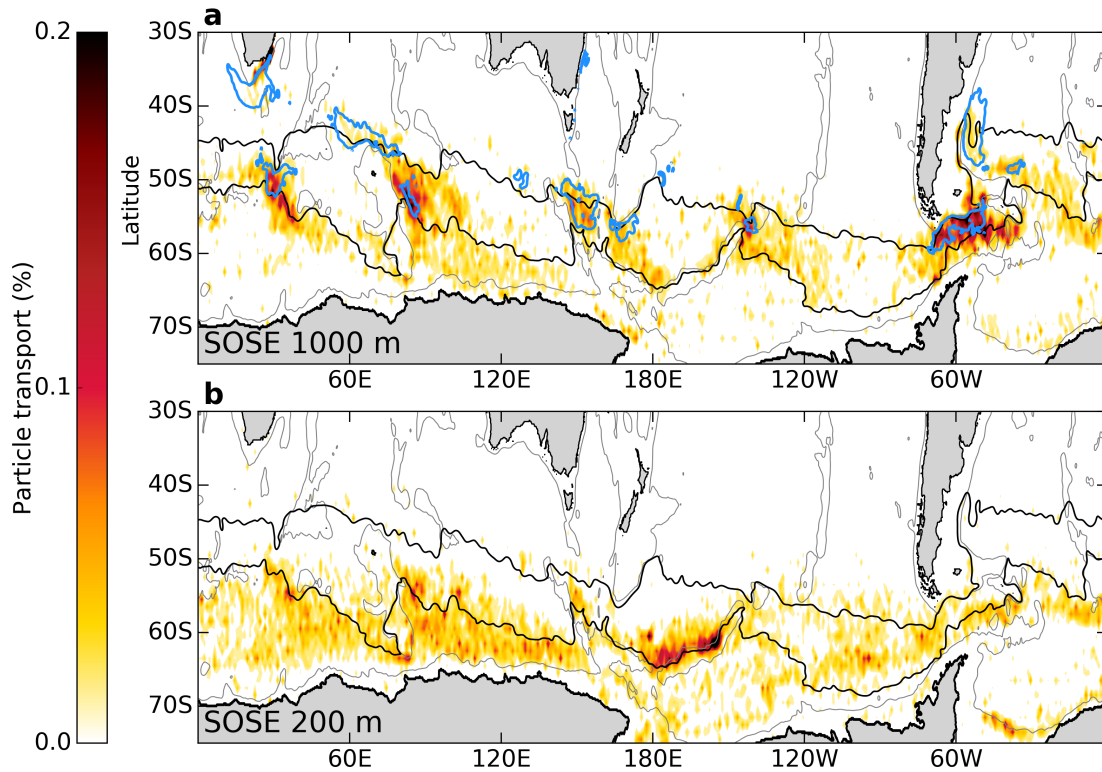 a
0.2
30S
40S
50S
60S
70S
Latitude
SOSE 1000 m
60E
120E
180E
120W
60W
Particle transport (%)
0.1
0.0
b
30S
40S
50S
60S
70S
SOSE 200 m
60E
120E
180E
120W
60W